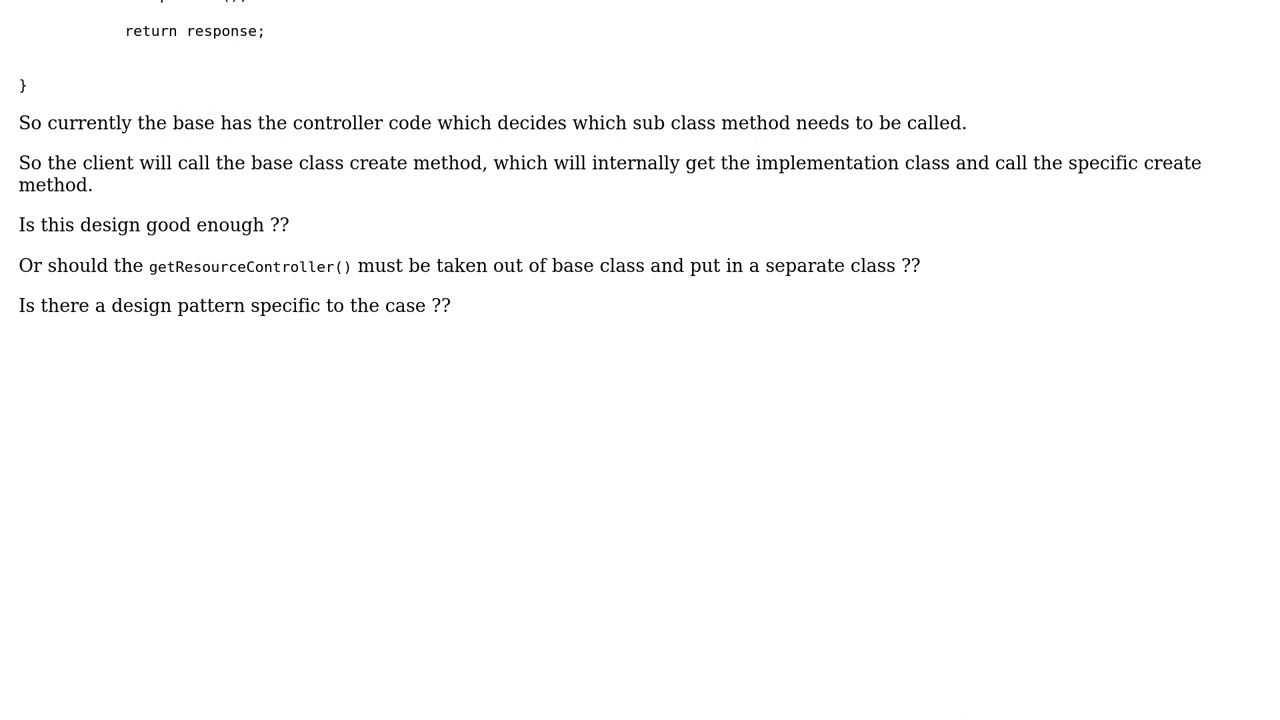 return response;
}
So currently the base has the controller code which decides which sub class method needs to be called.
So the client will call the base class create method, which will internally get the implementation class and call the specific create
method.
Is this design good enough ??
Or should the getResourceController() must be taken out of base class and put in a separate class ??
Is there a design pattern specific to the case ??